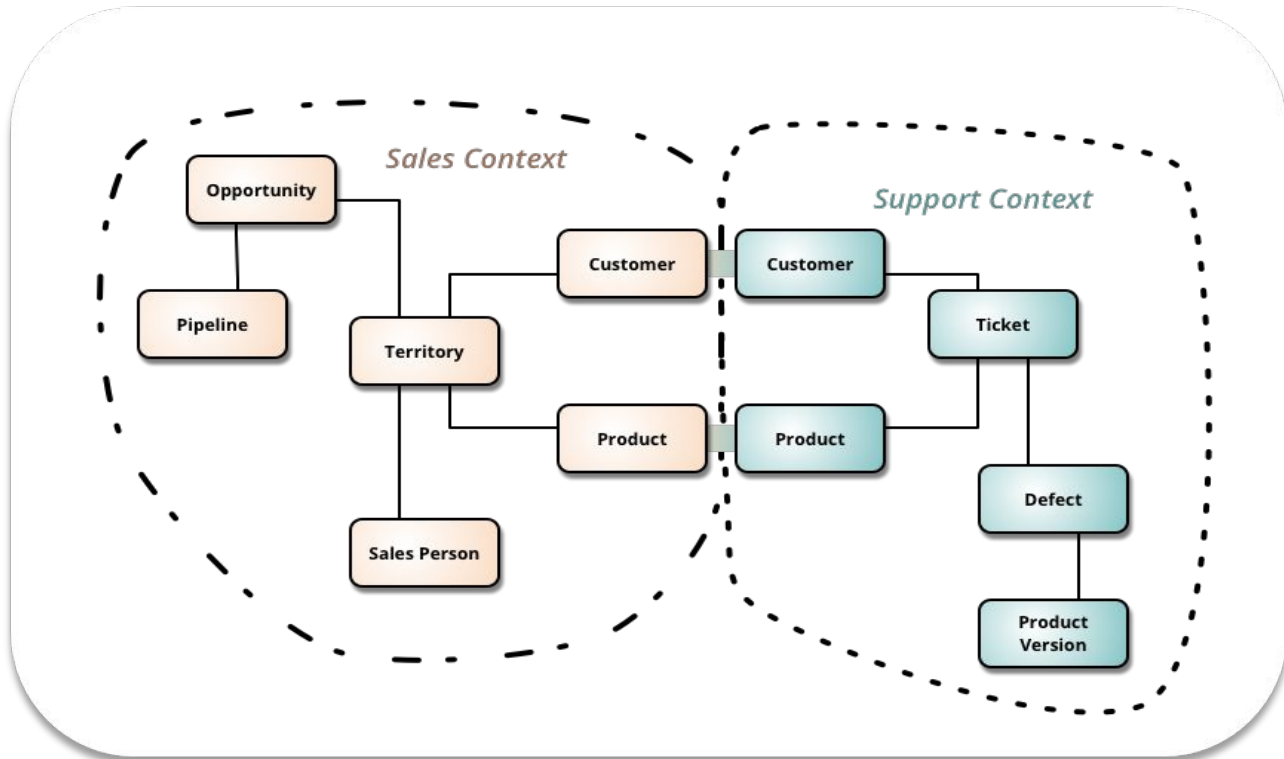 Sales Context
Opportunity
Support Context
Customer
Customer
Pipeline
Ticket
Territory
Product
Product
Defect
Sales Person
Product
Version